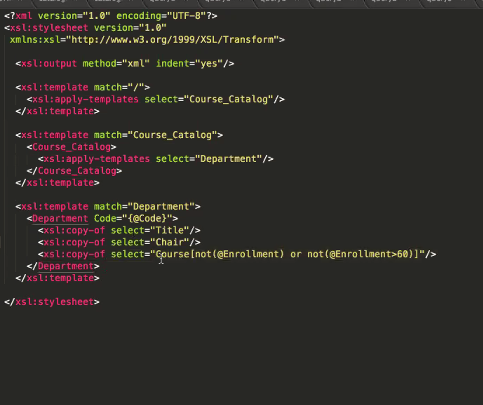 <?xml version="1.0" encoding="UTF-8"?>
<xsl:stylesheet version="1.0"
xmlns:xsl="http://www.w3.org/1999/XSL/Transform">
<xsl:output method="xml" indent="yes"/>
<xsl:template match="/">
<xsl:apply-templates select="Course_Catalog"/>
</xsl:template>
<xsl:template match="Course_Catalog">
<Course_Catalog>
<xsl:apply-templates select="Department"/>
</Course_Catalog>
</xsl:template>
<xsl:template match="Department">
<Department Code="{@Code}">
<xsl:copy-of select="Title"/>
<xsl:copy-of select="Chair"/>
<xsl:copy-of select="Course[not(@Enrollment) or not(@Enrollment>60)]"/>
</Department>
</xsl:template>
</xsl:stylesheet>